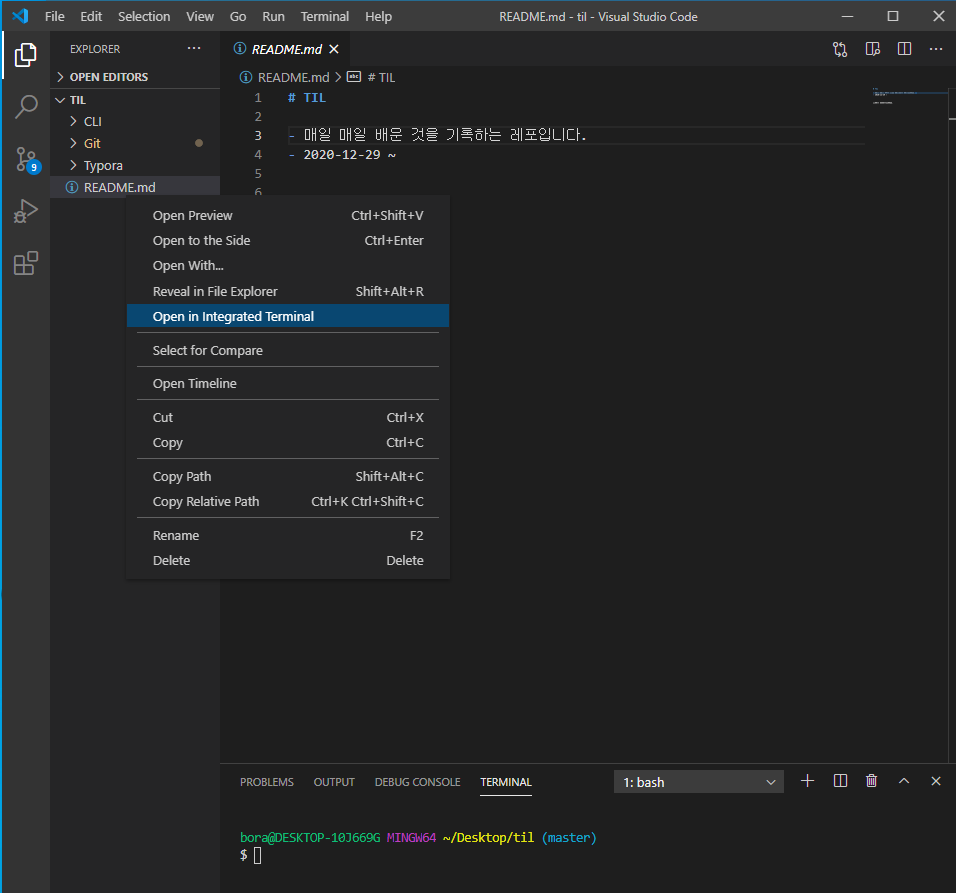 File Edit Selection View Go Run Terminal Help README.md - til - Visual Studio Code
EXPLORER
README.md
OPEN EDITORS
README.md > # TIL
TIL
CLI
Git
Typora
README.md
9
1 # TIL
2
3 - 매일 매일 배운 것을 기록하는 레포입니다.
4 - 2020-12-29 ~
5
6
Open Preview Ctrl+Shift+V
Open to the Side Ctrl+Enter
Open With...
Reveal in File Explorer Shift+Alt+R
Open in Integrated Terminal
Select for Compare
Open Timeline
Cut Ctrl+X
Copy Ctrl+C
Copy Path Shift+Alt+C
Copy Relative Path Ctrl+K Ctrl+Shift+C
Rename F2
Delete Delete
PROBLEMS OUTPUT DEBUG CONSOLE TERMINAL 1: bash
bora@DESKTOP-10J669G MINGW64 ~/Desktop/til (master)
$